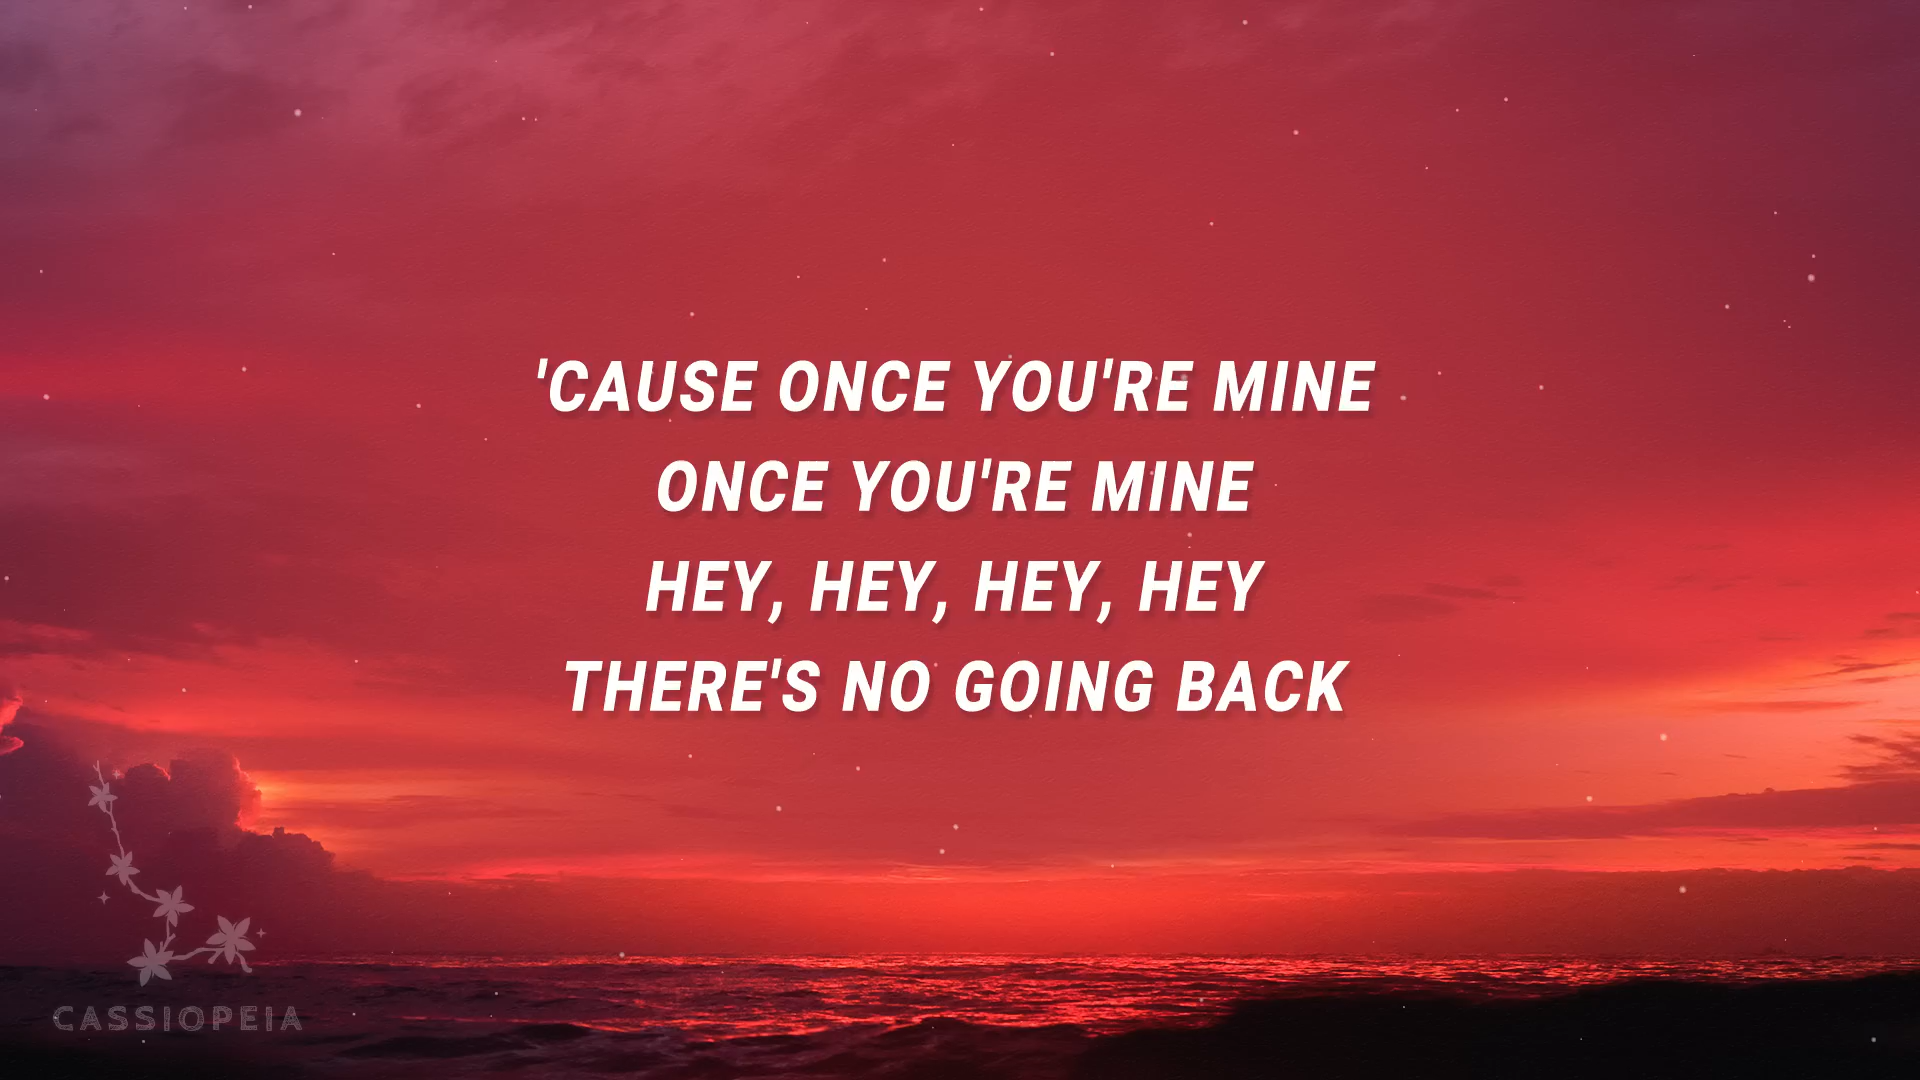 'CAUSE ONCE YOU'RE MINE
ONCE YOU'RE MINE
HEY, HEY, HEY, HEY
THERE'S NO GOING BACK
CASSIOPEIA